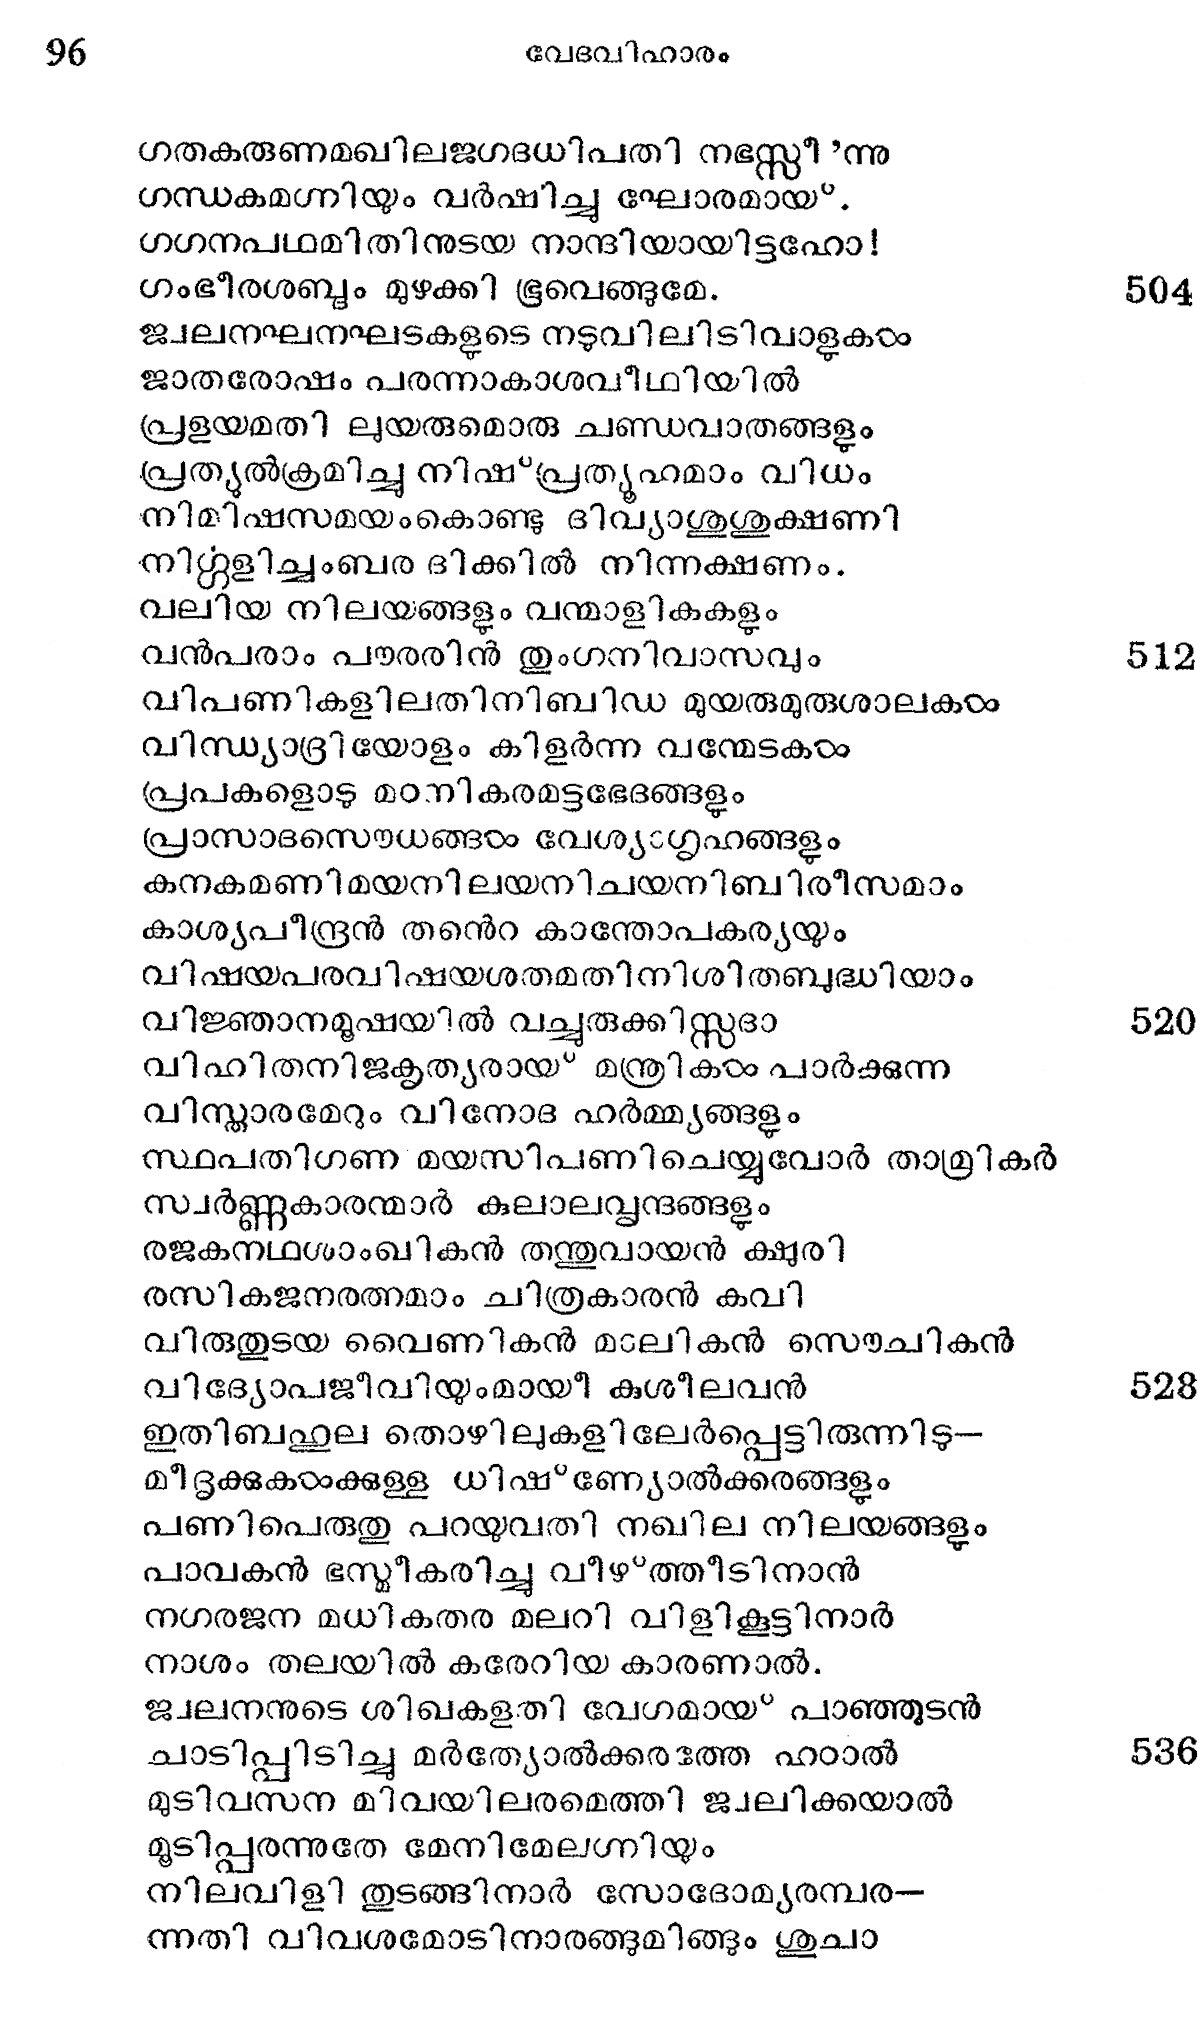 96
വേദവിഹാരം
ഗതകരുണമഖിലജഗദധിപതി നഭസ്സീ ’ന്നു
ഗന്ധകമഗ്നിയും വർഷിച്ചു ഘോരമായ്.
ഗഗനപഥമിതിനുടയ നാന്ദിയായിട്ടഹോ!
ഗംഭീരശബ്ദം മുഴക്കി ഭൂവെങ്ങുമേ.
504
ജ്വലനഘനഘടകളുടെ നടുവിലിടിവാളുകൾ
ജാതരോഷം പരന്നാകാശവീഥിയിൽ
പ്രളയമതി ലുയരുമൊരു ചണ്ഡവാതങ്ങളും
പ്രത്യുൽക്രമിച്ചു നിഷ്പ്രത്യൂഹമാം വിധം
നിമിഷസമയംകൊണ്ടു ദിവ്യാശുശുക്ഷണി
നിൎഗ്ഗളിച്ചംബര ദിക്കിൽ നിന്നക്ഷണം.
വലിയ നിലയങ്ങളും വന്മാളികകളും
വൻപരാം പൗരരിൻ തുംഗനിവാസവും
512
വിപണികളിലതിനിബിഡ മുയരുമുരുശാലകൾ
വിന്ധ്യാദ്രിയോളം കിളർന്ന വന്മേടകൾ
പ്രപകളൊടു മഠനികരമട്ടഭേദങ്ങളും
പ്രാസാദസൌധങ്ങൾ വേശ്യാഗൃഹങ്ങളും
കനകമണിമയനിലയനിചയനിബിരീസമാം
കാശ്യപീന്ദ്രൻ തൻെറ കാന്തോപകര്യയും
വിഷയപരവിഷയശതമതിനിശിതബുദ്ധിയാം
വിജ്ഞാനമൂഷയിൽ വച്ചുരുക്കിസ്സദാ
520
വിഹിതനിജകൃത്യരായ് മന്ത്രികൾ പാർക്കുന്ന
വിസ്താരമേറും വിനോദ ഹർമ്മ്യങ്ങളും
സ്ഥപതിഗണ മയസിപണിചെയ്യുവോർ താമ്രികർ
സ്വർണ്ണകാരന്മാർ കുലാലവൃന്ദങ്ങളും
രജകനഥശാംഖികൻ തന്തുവായൻ ക്ഷുരി
രസികജനരത്നമാം ചിത്രകാരൻ കവി
വിരുതുടയ വൈണികൻ മാലികൻ സൌചികൻ
വിദ്യോപജീവിയുംമായീ കുശീലവൻ
528
ഇതിബഹുല തൊഴിലുകളിലേർപ്പെട്ടിരുന്നിടു—
മീദൃക്കുകൾക്കുള്ള ധിഷ്ണ്യോൽക്കരങ്ങളും
പണിപെരുതു പറയുവതി നഖില നിലയങ്ങളും
പാവകൻ ഭസ്മീകരിച്ചു വീഴ്ത്തീടിനാൻ
നഗരജന മധികതര മലറി വിളികൂട്ടിനാർ
നാശം തലയിൽ കരേറിയ കാരണാൽ.
ജ്വലനനുടെ ശിഖകളതി വേഗമായ് പാഞ്ഞുടൻ
ചാടിപ്പിടിച്ചു മർത്യോൽക്കരത്തേ ഹഠാൽ
536
മുടിവസന മിവയിലരമെത്തി ജ്വലിക്കയാൽ
മൂടിപ്പരന്നുതേ മേനിമേലഗ്നിയും
നിലവിളി തുടങ്ങിനാർ സോദോമ്യരമ്പര—
ന്നതി വിവശമോടിനാരങ്ങുമിങ്ങും ശുചാ